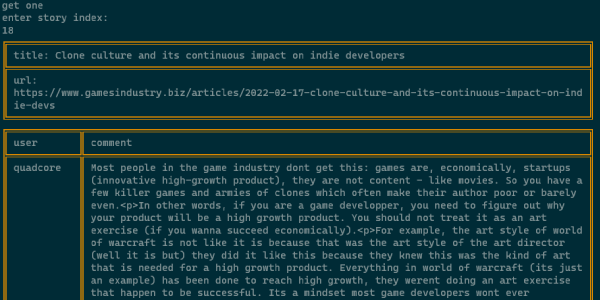 get one
enter story index:
18
title: Clone culture and its continuous impact on indie developers
url:
https://www.gamesindustry.biz/articles/2022-02-17-clone-culture-and-its-continuous-impact-on-ind
ie-devs
user comment
quadcore Most people in the game industry dont get this: games are, economically, startups
(innovative high-growth product), they are not content - like movies. So you have a
few killer games and armies of clones which often make their author poor or barely
even.<p>In other words, if you are a game developper, you need to figure out why
your product will be a high growth product. You should not treat it as an art
exercise (if you wanna succeed economically).<p>For example, the art style of world
of warcraft is not like it is because that was the art style of the art director
(well it is but) they did it like this because they knew this was the kind of art
that is needed for a high growth product. Everything in world of warcraft (its just
an example) has been done to reach high growth, they werent doing an art exercise
that happen to be successful. Its a mindset most game developers wont ever